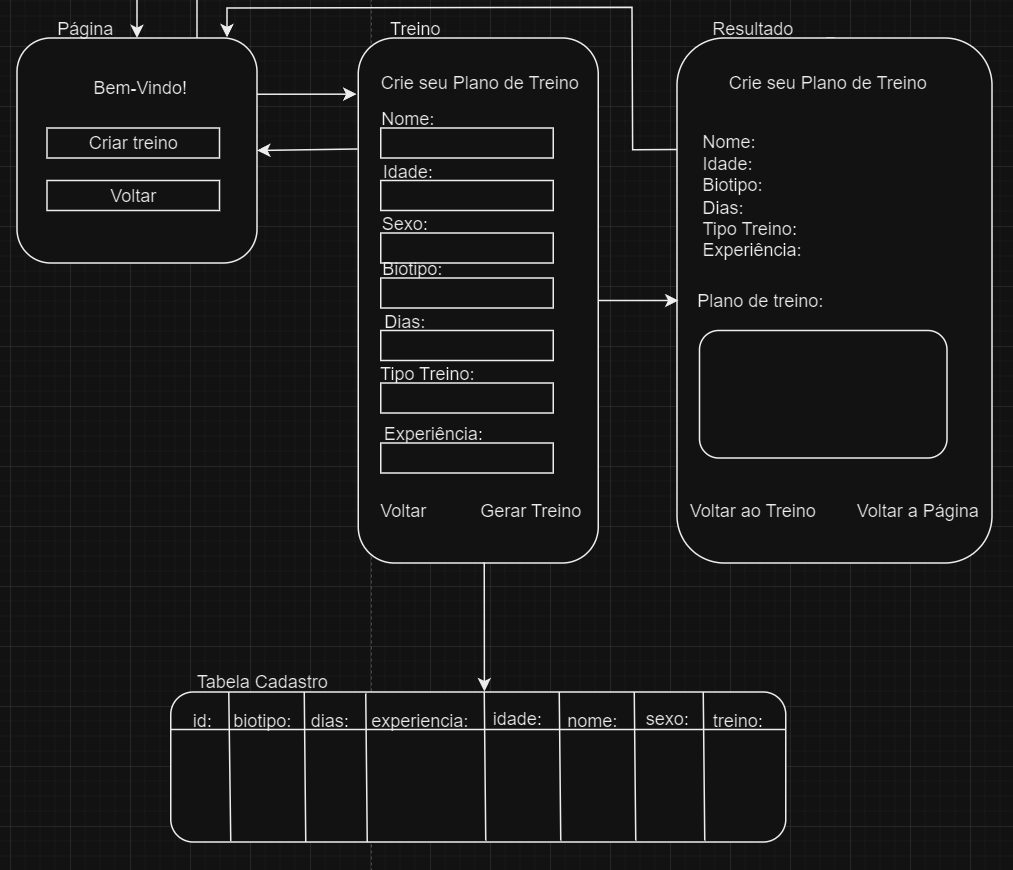 Página
Bem-Vindo!
Criar treino
Voltar
Treino
Crie seu Plano de Treino
Nome:
Idade:
Sexo:
Biotipo:
Dias:
Tipo Treino:
Experiência:
Voltar
Gerar Treino
Resultado
Crie seu Plano de Treino
Nome:
Idade:
Biotipo:
Dias:
Tipo Treino:
Experiência:
Plano de treino:
Voltar ao Treino
Voltar a Página
Tabela Cadastro
id: biotipo: dias: experiencia: idade: nome: sexo: treino: